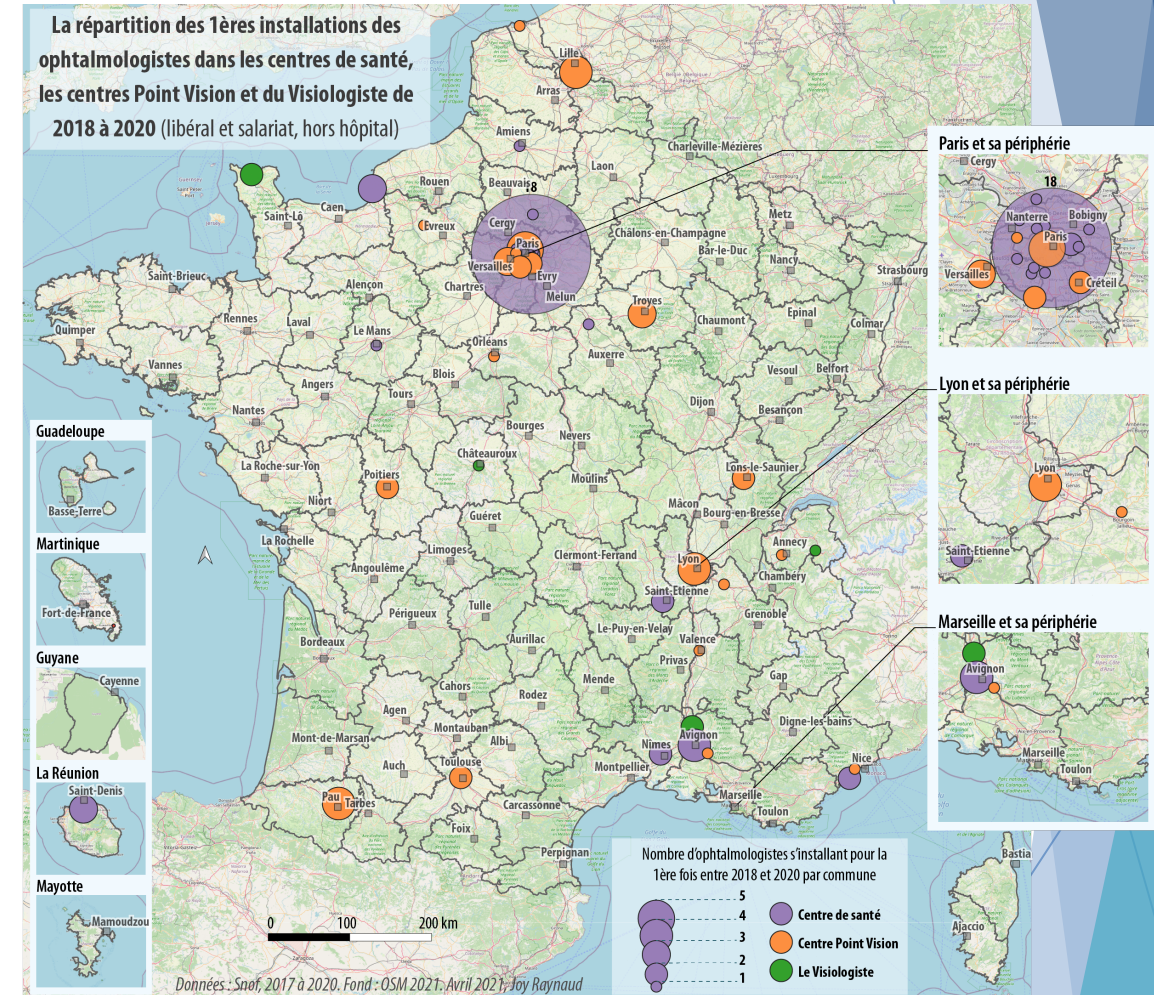 La répartition des 1ères installations des
ophtalmologistes dans les centres de santé,
les centres Point Vision et du Visiologiste de
2018 à 2020 (libéral et salariat, hors hôpital)
Lille
Arras
Amiens
Charleville-Mézières
Laon
Rouen
Beauvais
18
Caen
Saint-Lô
Evreux
Cergy
Metz
Châlons-en-Champagne
Paris
Bar-le-Duc
Nancy
Versailles
Evry
Strasbourg
Saint-Brieuc
Alençon
Chartres
Melun
Troyes
Quimper
Rennes
Laval
Le Mans
Chaumont
Epinal
Colmar
Orléans
Auxerre
Vannes
Blois
Vesoul
Belfort
Angers
Tours
Nantes
Dijon
Besançon
Bourges
Nevers
Châteauroux
La Roche-sur-Yon
Poitiers
Lons-le-Saunier
Moulins
Niort
Mâcon
Bourg-en-Bresse
Guéret
La Rochelle
Annecy
Limoges
Clermont-Ferrand
Lyon
Angoulême
Chambéry
Saint-Etienne
Périgueux
Tulle
Grenoble
Le-Puy-en-Velay
Aurillac
Valence
Bordeaux
Privas
Mende
Gap
Cahors
Rodez
Agen
Digne-les-bains
Mont-de-Marsan
Montauban
Albi
Avignon
Nimes
Nice
Auch
Toulouse
Montpellier
Pau
Tarbes
Carcassonne
Marseille
Toulon
Foix
Perpignan
Bastia
Ajaccio
Guadeloupe
Basse-Terre
Martinique
Fort-de-France
Guyane
Cayenne
La Réunion
Saint-Denis
Mayotte
Mamoudzou
Paris et sa périphérie
Cergy
18
Nanterre
Bobigny
Paris
Versailles
Créteil
Lyon et sa périphérie
Lyon
Saint-Etienne
Marseille et sa périphérie
Avignon
Marseille
Toulon
0 100 200 km
Nombre d'ophtalmologistes s'installant pour la
1ère fois entre 2018 et 2020 par commune
5
4
3
2
1
Centre de santé
Centre Point Vision
Le Visiologiste
Données : Snof, 2017 à 2020. Fond : OSM 2021. Avril 2021, Joy Raynaud